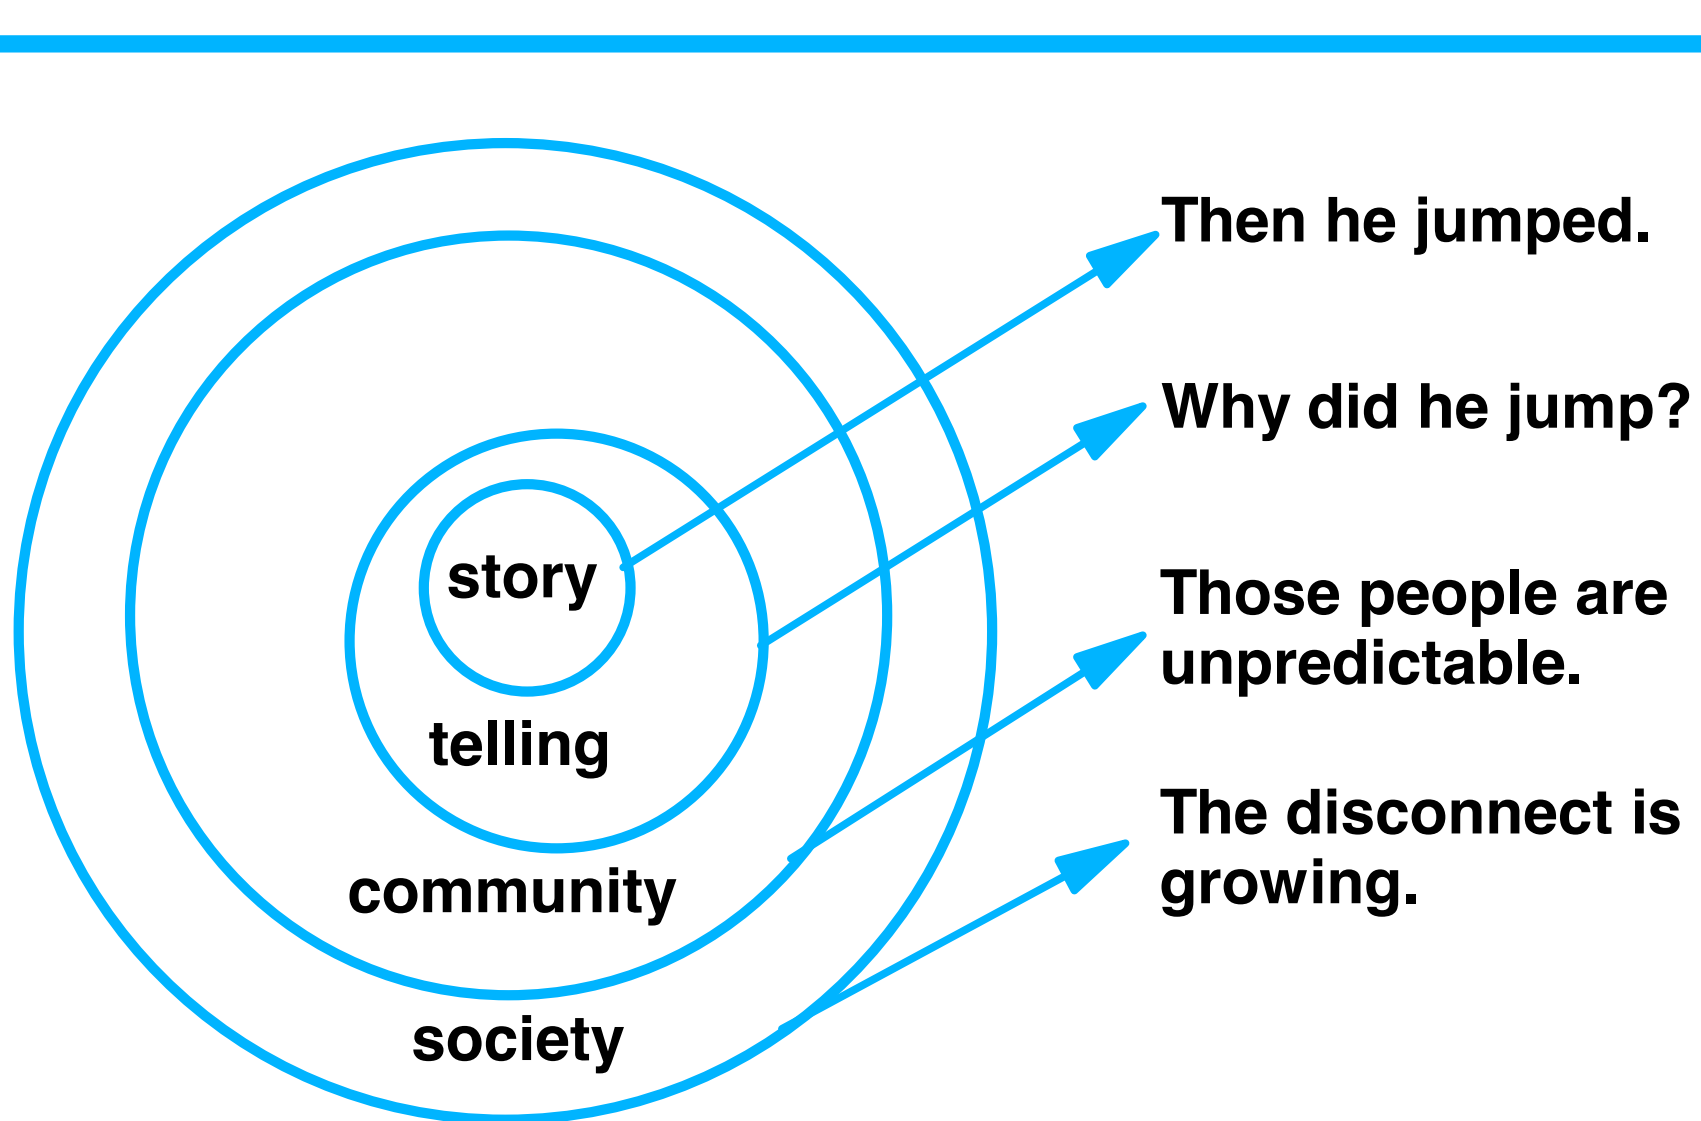 Then he jumped.
Why did he jump?
Those people are
unpredictable.
The disconnect is
growing.
story
telling
community
society